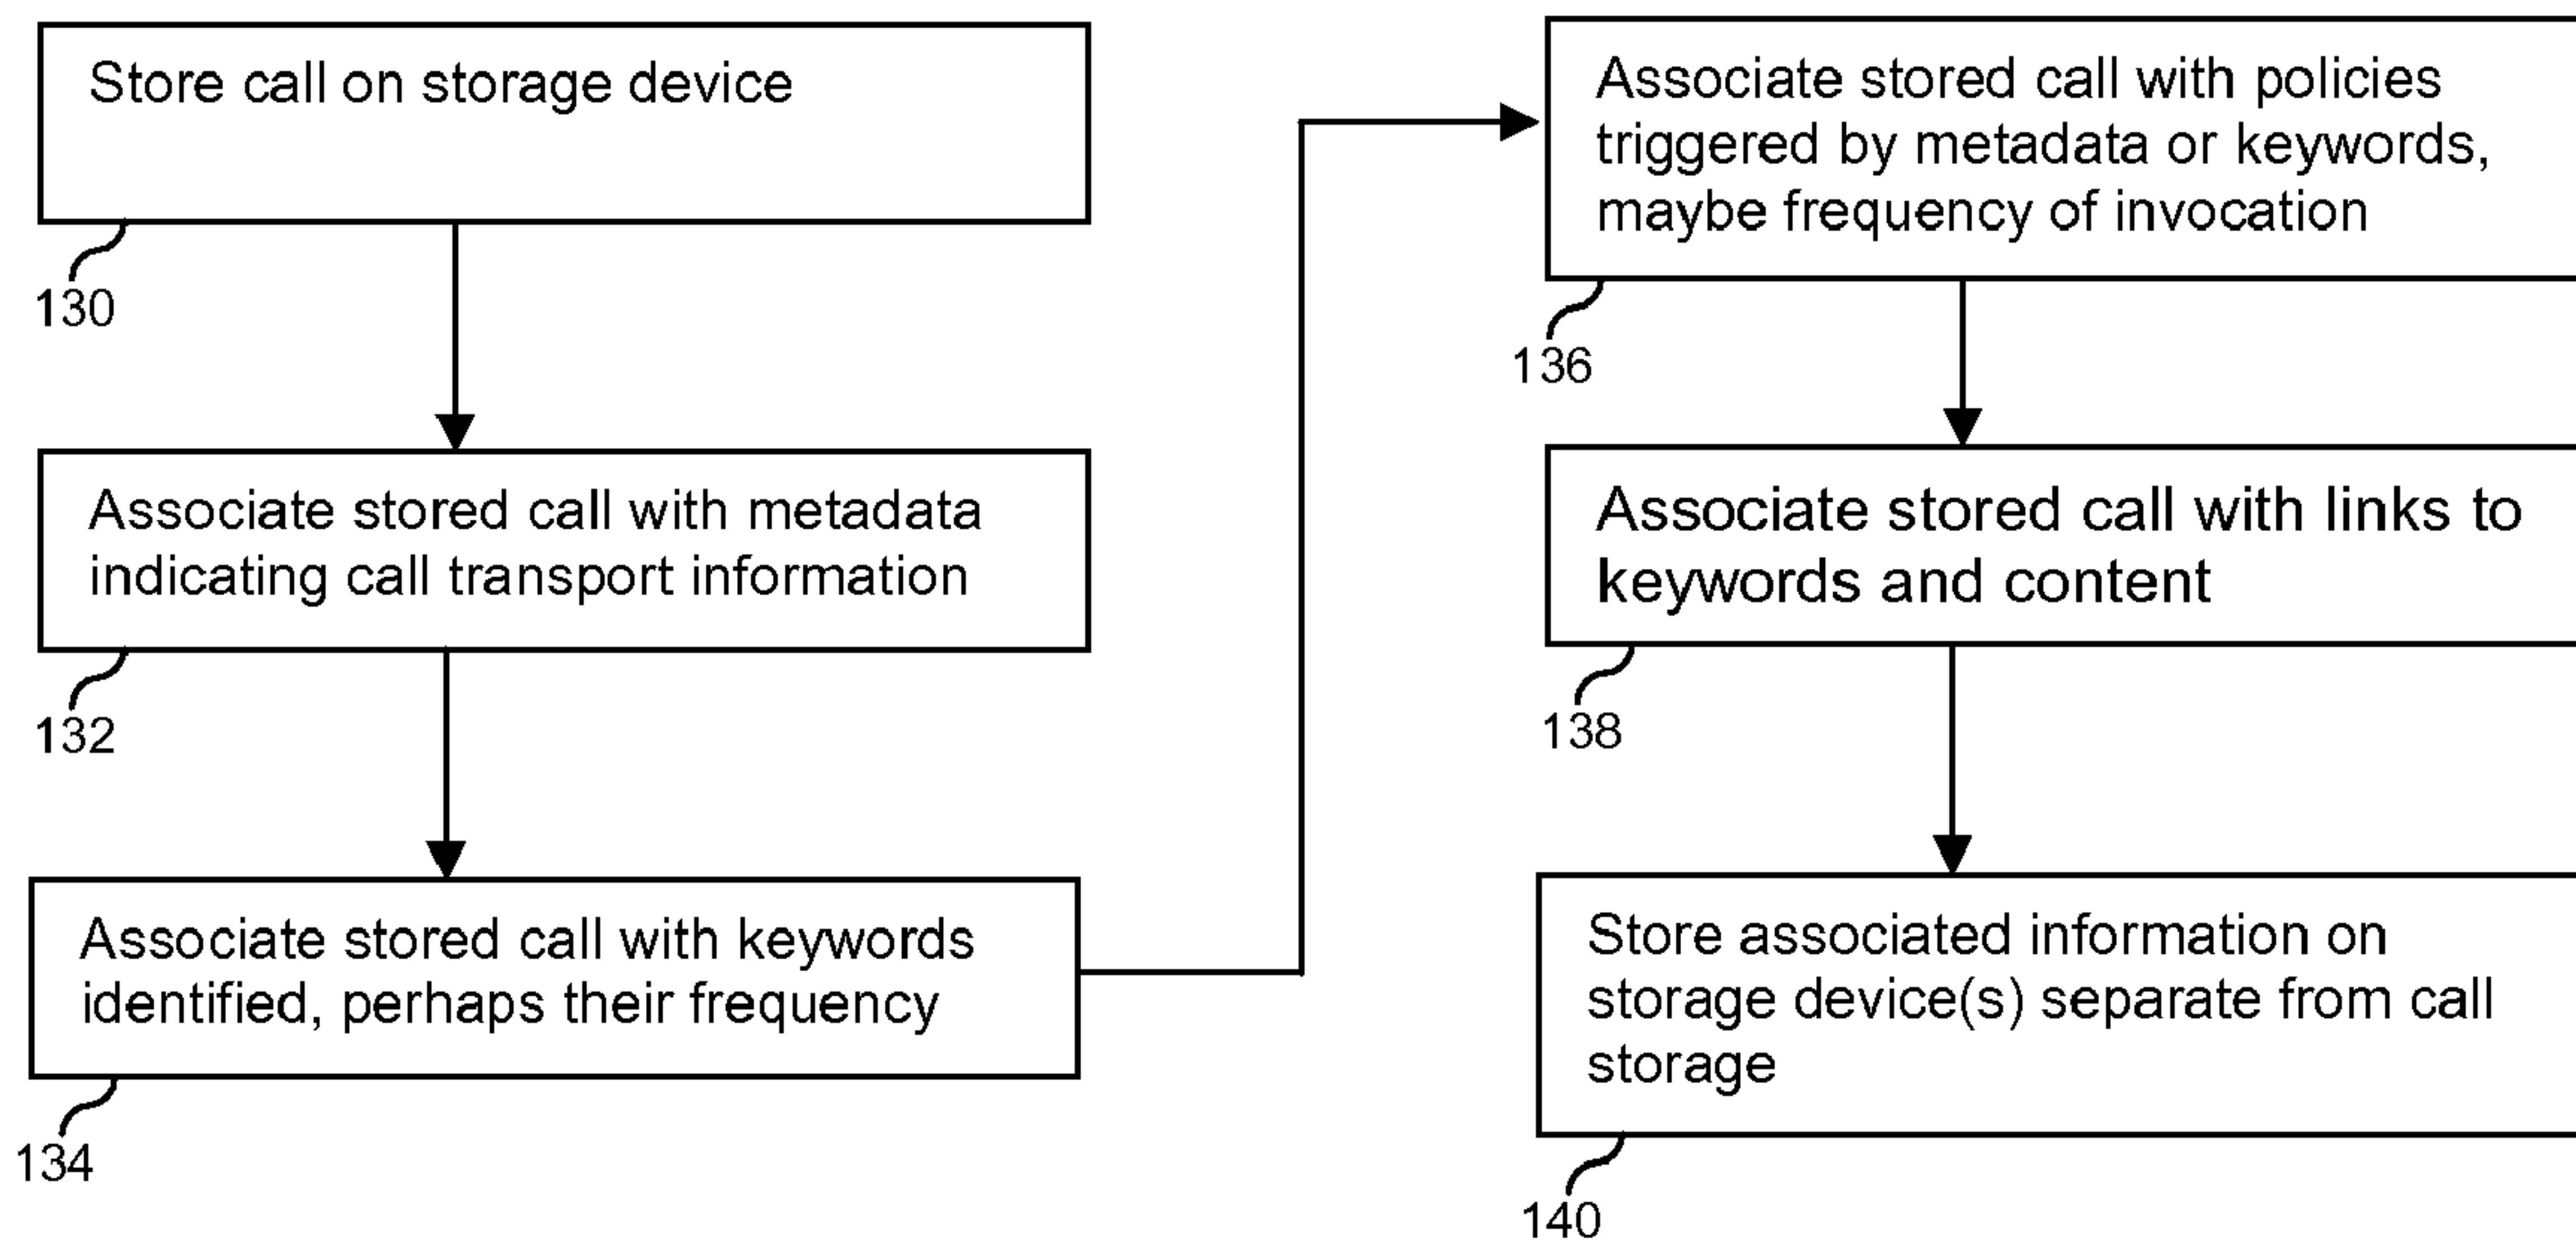 Store call on storage device
130
Associate stored call with metadata
indicating call transport information
132
Associate stored call with keywords
identified, perhaps their frequency
134
Associate stored call with policies
triggered by metadata or keywords,
maybe frequency of invocation
136
Associate stored call with links to
keywords and content
138
Store associated information on
storage device(s) separate from call
storage
140